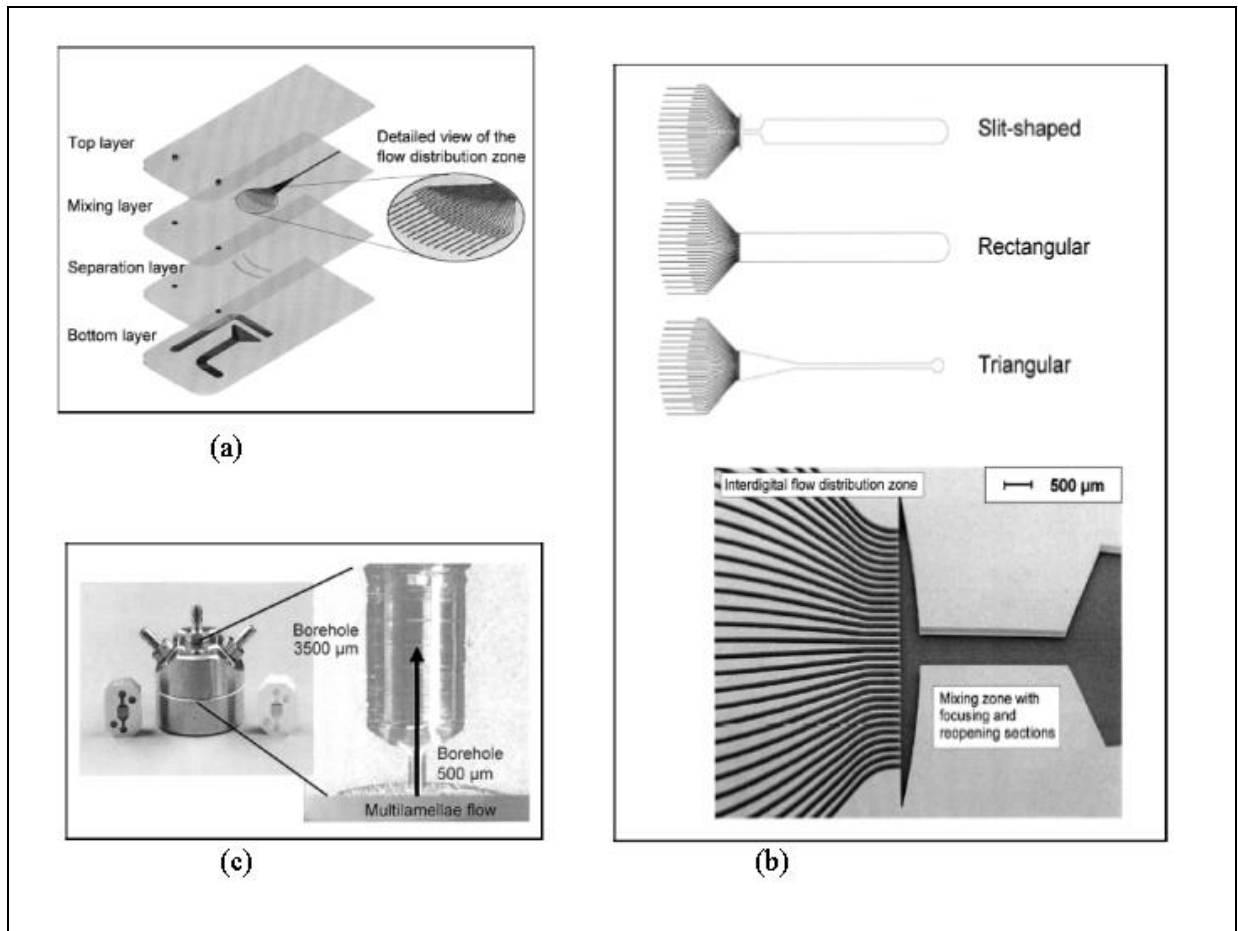 Top layer
Detailed view of the
flow distribution zone
Mixing layer
Separation layer
Bottom layer
(a)
Slit-shaped
Rectangular
Triangular
Interdigital flow distribution zone
500 µm
Mixing zone with
focusing and
reopening sections
(b)
Borehole
3500 µm
Borehole
500 µm
Multilamellae flow
(c)